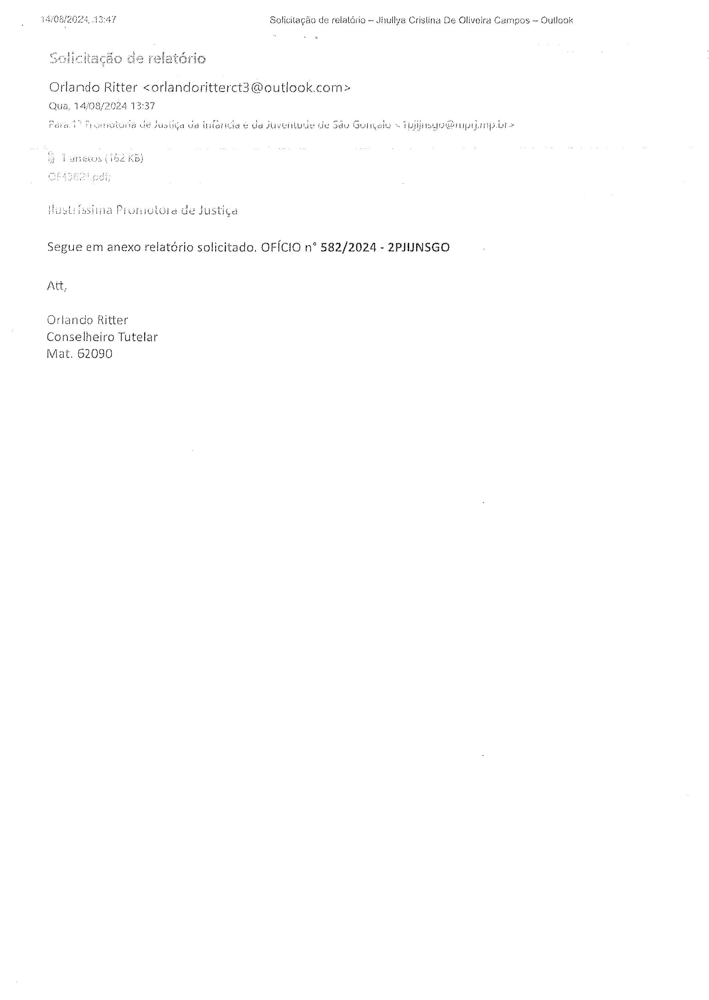 14/08/2024, 13:47
Solicitação de relatório – Jhullya Cristina De Oliveira Campos – Outlook
Solicitação de relatório
Orlando Ritter <orlandoritterct3@outlook.com>
Qua, 14/08/2024 13:37
Para:1ª Promotoria de Justiça da Infância e da Juventude de São Gonçalo <1pjijnsgo@mprj.mp.br>
1 anexos (162 KB)
Ilustríssima Promotora de Justiça
Segue em anexo relatório solicitado. OFÍCIO n° 582/2024 - 2PJIJNSGO
Att,
Orlando Ritter
Conselheiro Tutelar
Mat. 62090